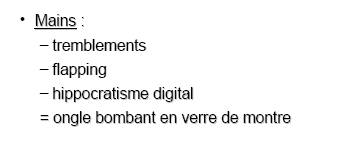 • Mains :
– tremblements
– flapping
– hippocratisme digital
= ongle bombant en verre de montre